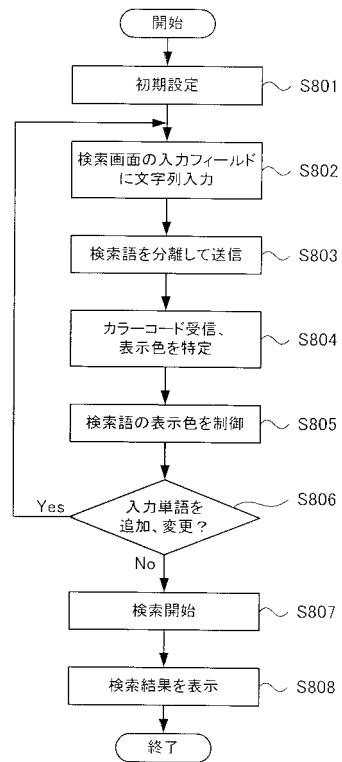 開始
初期設定
S801
検索画面の入力フィールド
に文字列入力
S802
検索語を分離して送信
S803
カラーコード受信、
表示色を特定
S804
検索語の表示色を制御
S805
入力単語を
追加、変更？
S806
Yes
No
検索開始
S807
検索結果を表示
S808
終了